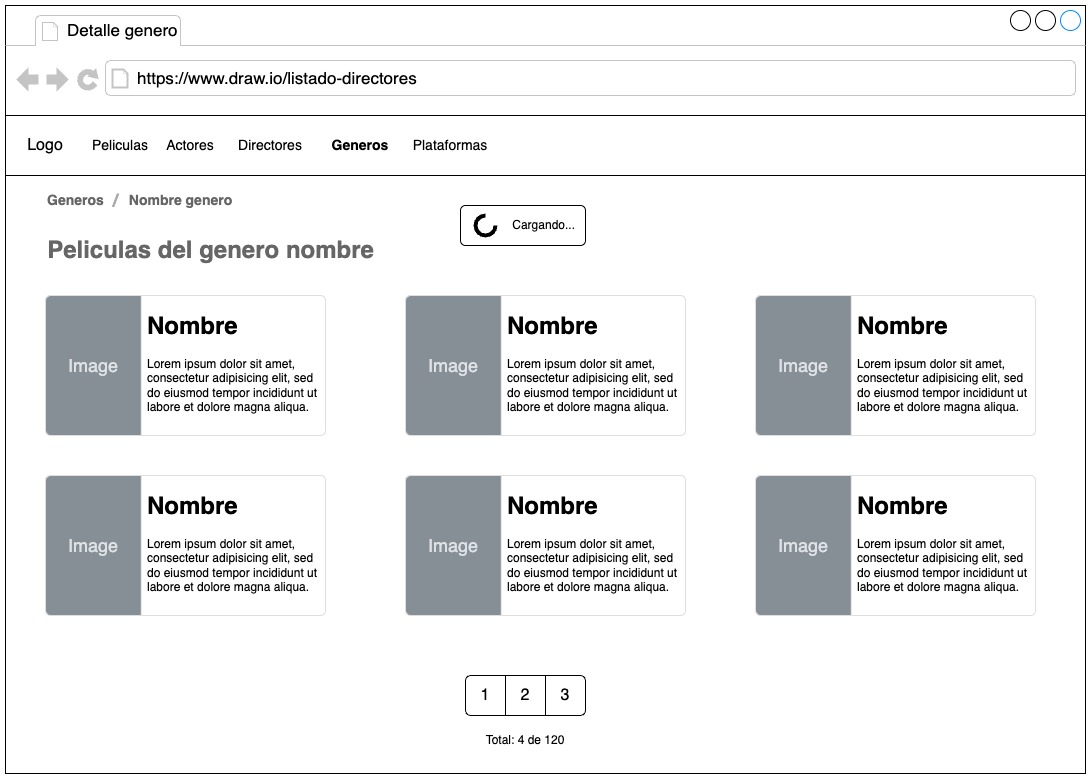 Detalle genero
https://www.draw.io/listado-directores
Logo Peliculas Actores Directores Generos Plataformas
Generos / Nombre genero
Cargando...
Peliculas del genero nombre
Image
Nombre
Lorem ipsum dolor sit amet,
consectetur adipisicing elit, sed
do eiusmod tempor incididunt ut
labore et dolore magna aliqua.
Image
Nombre
Lorem ipsum dolor sit amet,
consectetur adipisicing elit, sed
do eiusmod tempor incididunt ut
labore et dolore magna aliqua.
Image
Nombre
Lorem ipsum dolor sit amet,
consectetur adipisicing elit, sed
do eiusmod tempor incididunt ut
labore et dolore magna aliqua.
Image
Nombre
Lorem ipsum dolor sit amet,
consectetur adipisicing elit, sed
do eiusmod tempor incididunt ut
labore et dolore magna aliqua.
Image
Nombre
Lorem ipsum dolor sit amet,
consectetur adipisicing elit, sed
do eiusmod tempor incididunt ut
labore et dolore magna aliqua.
Image
Nombre
Lorem ipsum dolor sit amet,
consectetur adipisicing elit, sed
do eiusmod tempor incididunt ut
labore et dolore magna aliqua.
1 2 3
Total: 4 de 120